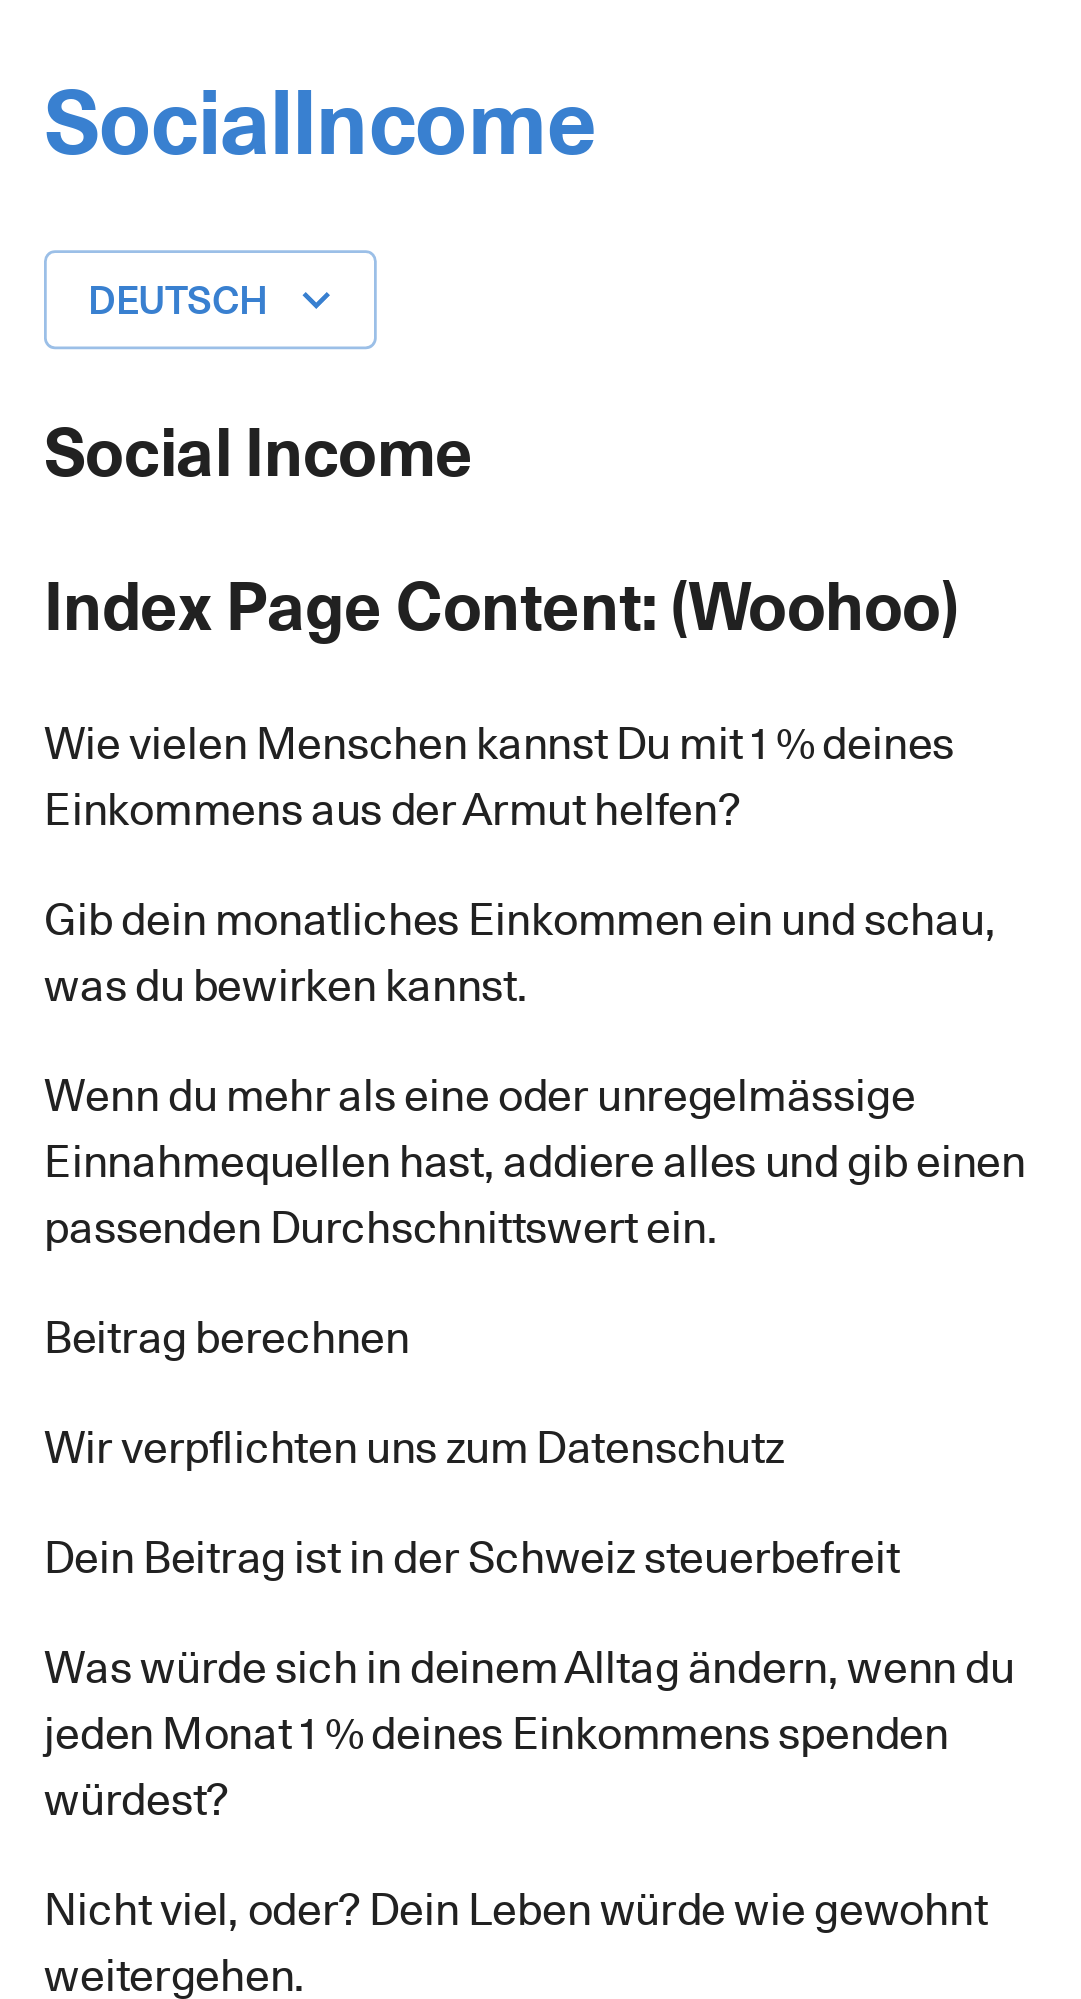 SocialIncome
DEUTSCH
Social Income
Index Page Content: (Woohoo)
Wie vielen Menschen kannst Du mit 1 % deines
Einkommens aus der Armut helfen?
Gib dein monatliches Einkommen ein und schau,
was du bewirken kannst.
Wenn du mehr als eine oder unregelmässige
Einnahmequellen hast, addiere alles und gib einen
passenden Durchschnittswert ein.
Beitrag berechnen
Wir verpflichten uns zum Datenschutz
Dein Beitrag ist in der Schweiz steuerbefreit
Was würde sich in deinem Alltag ändern, wenn du
jeden Monat 1 % deines Einkommens spenden
würdest?
Nicht viel, oder? Dein Leben würde wie gewohnt
weitergehen.